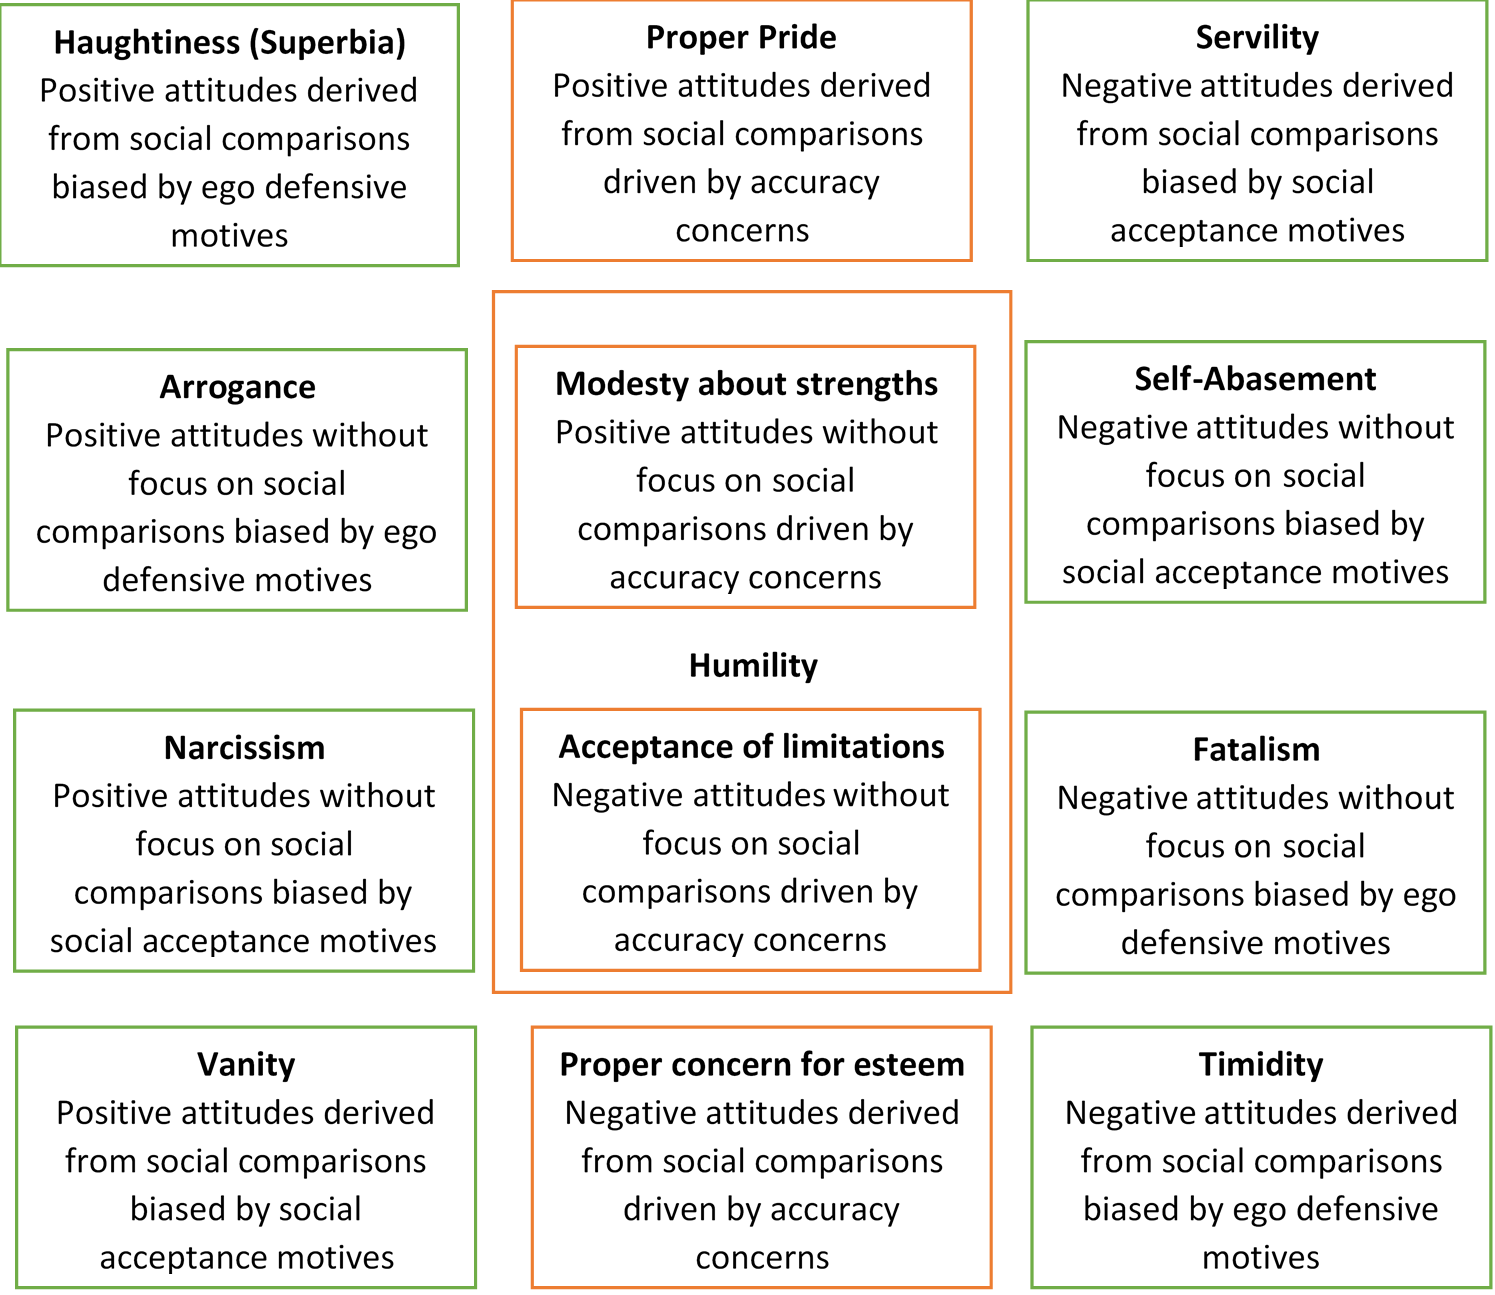 Haughtiness (Superbia)
Positive attitudes derived
from social comparisons
biased by ego defensive
motives
Proper Pride
Positive attitudes derived
from social comparisons
driven by accuracy
concerns
Servility
Negative attitudes derived
from social comparisons
biased by social
acceptance motives
Arrogance
Positive attitudes without
focus on social
comparisons biased by ego
defensive motives
Modesty about strengths
Positive attitudes without
focus on social
comparisons driven by
accuracy concerns
Self-Abasement
Negative attitudes without
focus on social
comparisons biased by
social acceptance motives
Humility
Narcissism
Positive attitudes without
focus on social
comparisons biased by
social acceptance motives
Acceptance of limitations
Negative attitudes without
focus on social
comparisons driven by
accuracy concerns
Fatalism
Negative attitudes without
focus on social
comparisons biased by ego
defensive motives
Vanity
Positive attitudes derived
from social comparisons
biased by social
acceptance motives
Proper concern for esteem
Negative attitudes derived
from social comparisons
driven by accuracy
concerns
Timidity
Negative attitudes derived
from social comparisons
biased by ego defensive
motives